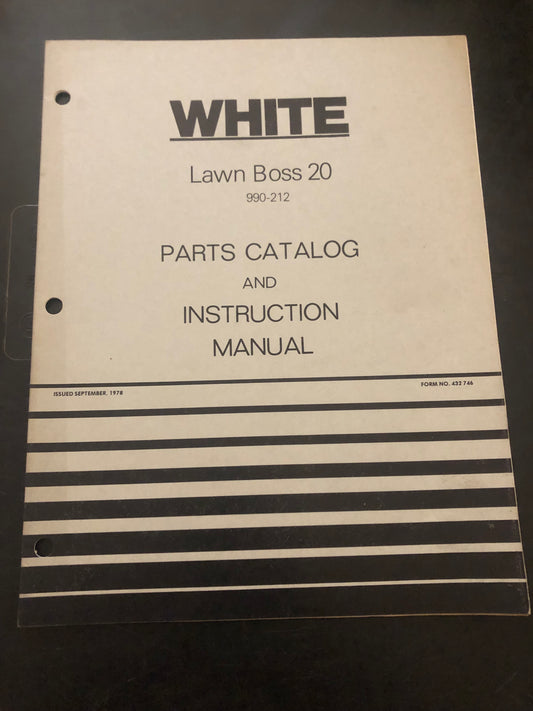 WHITE
Lawn Boss 20
990-212
PARTS CATALOG
AND
INSTRUCTION
MANUAL
ISSUED SEPTEMBER, 1978
FORM NO. 432 746